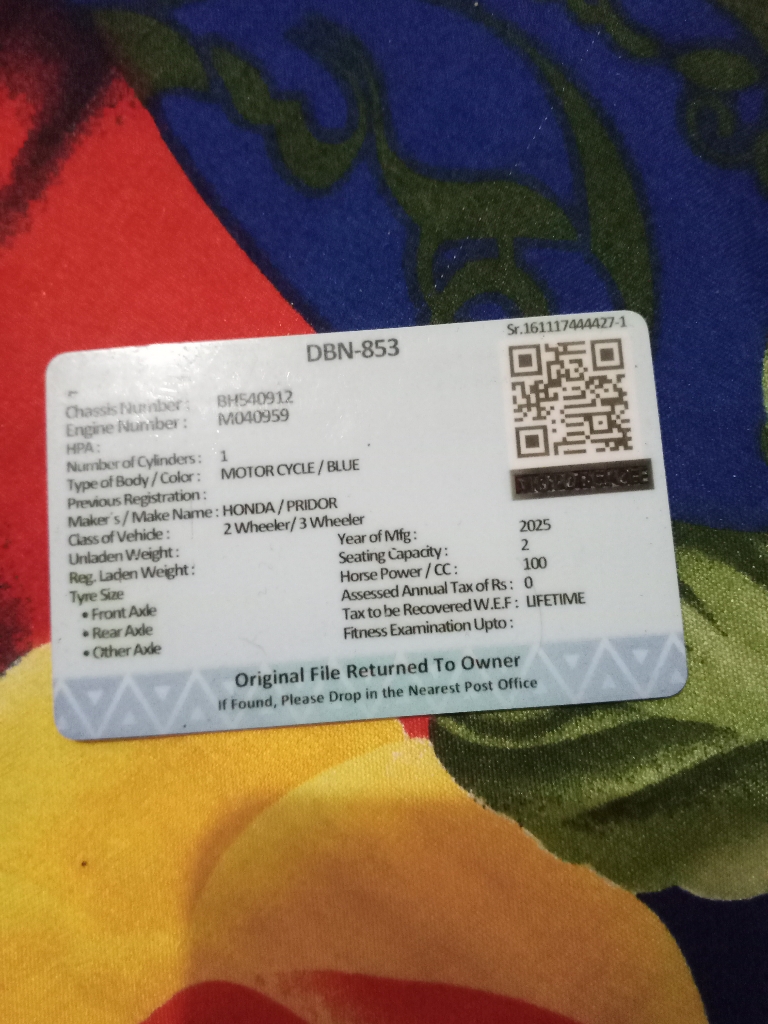 Sr.161117444427-1
DBN-853
Chassis Number : BH540912
Engine Number : M040959
HPA :
Number of Cylinders : 1
Type of Body / Color : MOTOR CYCLE / BLUE
Previous Registration :
Maker's / Make Name : HONDA / PRIDOR
Class of Vehicle : 2 Wheeler/ 3 Wheeler
Unladen Weight :
Reg. Laden Weight :
Tyre Size
• Front Axle
• Rear Axle
• Other Axle
Year of Mfg : 2025
Seating Capacity : 2
Horse Power / CC : 100
Assessed Annual Tax of Rs : 0
Tax to be Recovered W.E.F : LIFETIME
Fitness Examination Upto :
Original File Returned To Owner
If Found, Please Drop in the Nearest Post Office